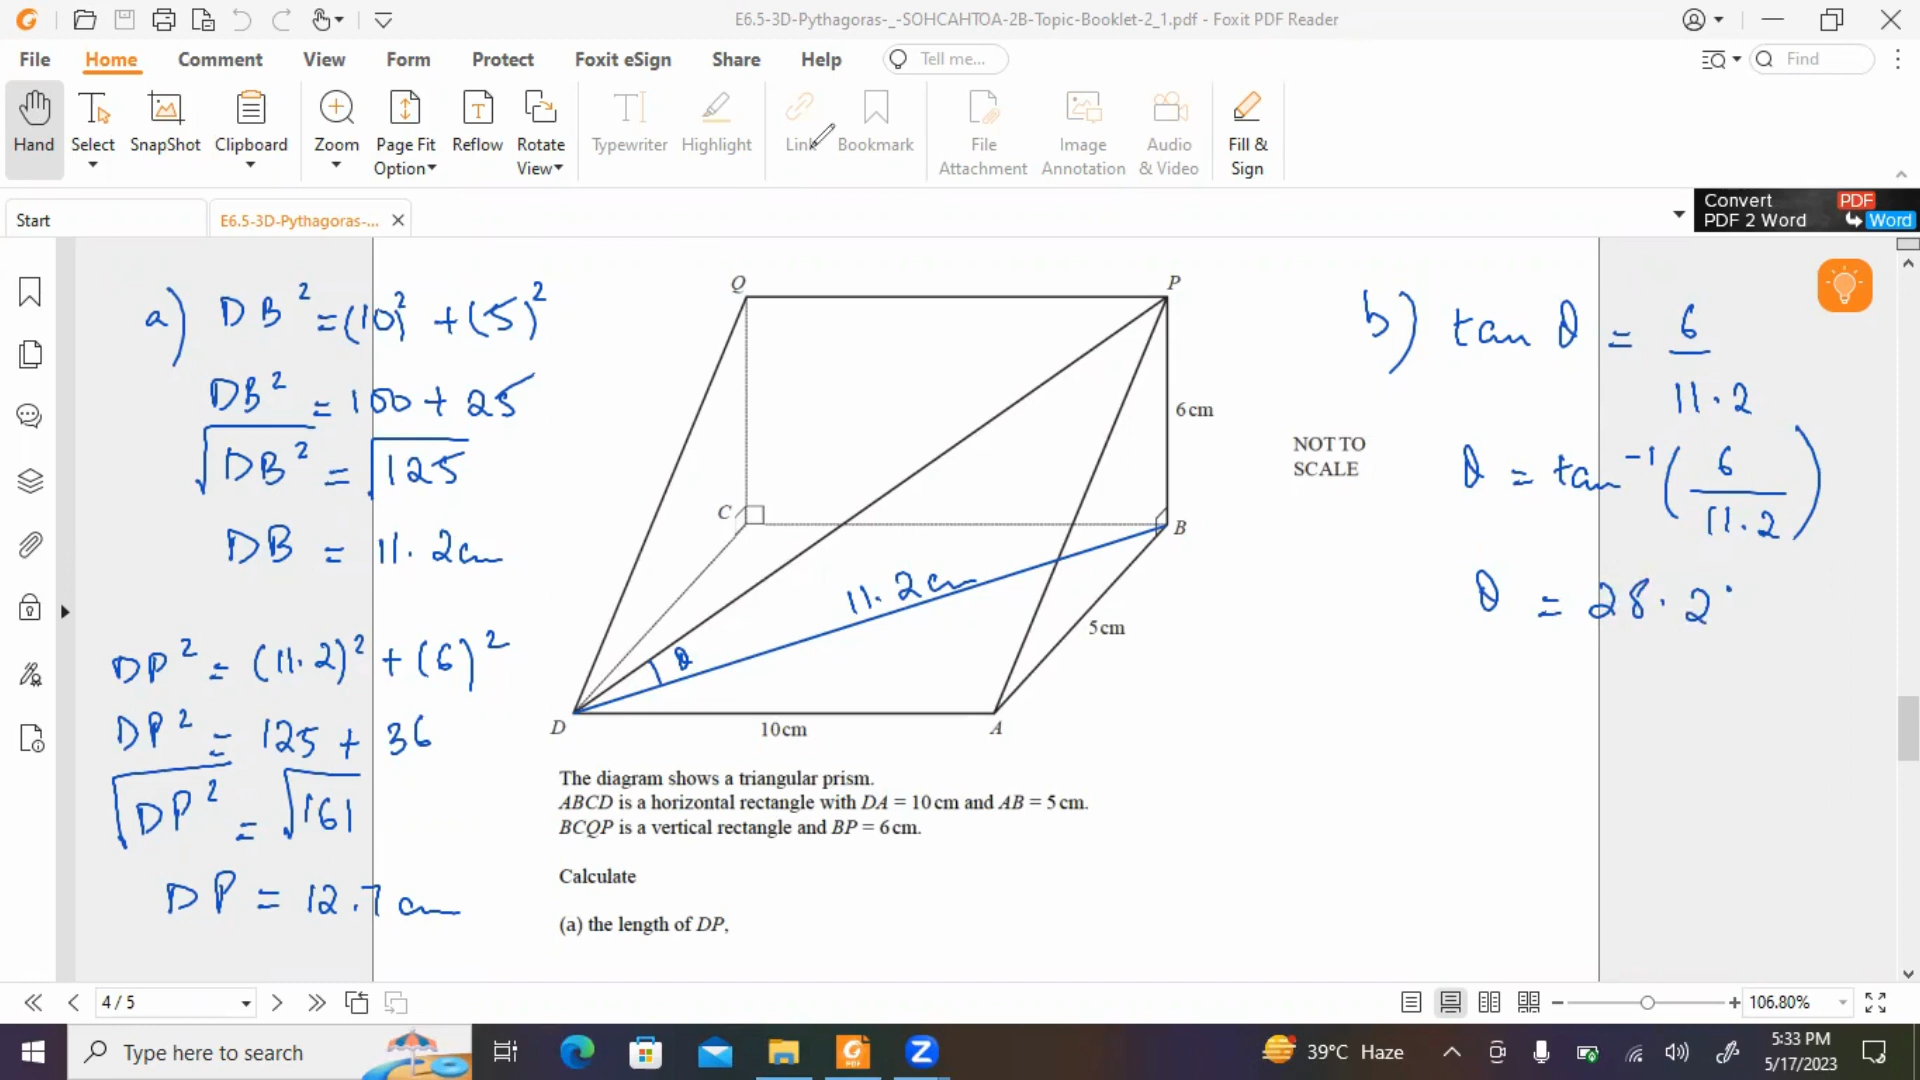 E6.5-3D-Pythagoras-_-SOHCAHTOA-2B-Topic-Booklet-2_1.pdf - Foxit PDF Reader
File Home Comment View Form Protect Foxit eSign Share Help Tell me... Find
Hand Select SnapShot Clipboard Zoom Page Fit Option Reflow Rotate View Typewriter Highlight Link Bookmark File Attachment Image Annotation Audio & Video Fill & Sign
Start E6.5-3D-Pythagoras-... Convert PDF 2 Word PDF Word
a) DB² = (10)² + (5)²
DB² = 100 + 25
√DB² = √125
DB = 11.2cm
DP² = (11.2)² + (6)²
DP² = 125 + 36
√DP² = √161
DP = 12.7 cm
Q
P
6 cm
NOT TO
SCALE
C
B
11.2cm
5 cm
θ
D
10 cm
A
The diagram shows a triangular prism.
ABCD is a horizontal rectangle with DA = 10 cm and AB = 5 cm.
BCQP is a vertical rectangle and BP = 6 cm.
Calculate
(a) the length of DP,
b) tan θ = 6/11.2
θ = tan⁻¹(6/11.2)
θ = 28.2°
4 / 5
106.80%
Type here to search
39°C Haze
5:33 PM
5/17/2023